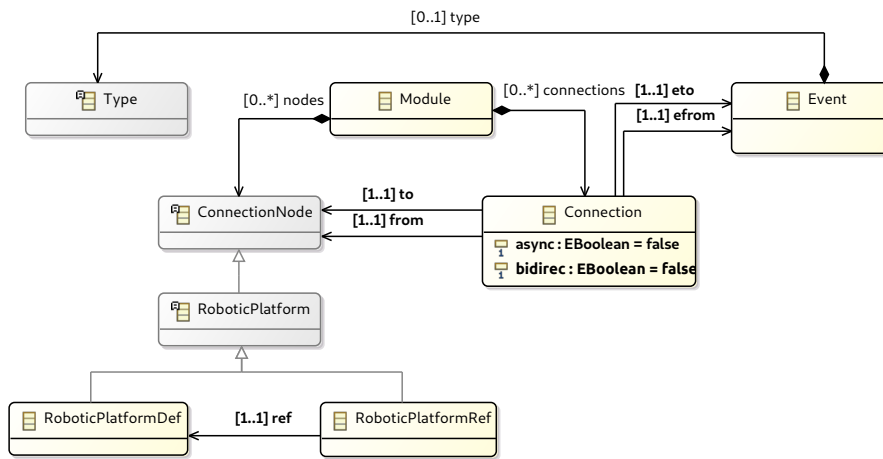 [0..1] type
Type
[0..*] nodes
Module
[0..*] connections
[1..1] eto
[1..1] efrom
Event
ConnectionNode
[1..1] to
[1..1] from
Connection
async : EBoolean = false
bidirec : EBoolean = false
RoboticPlatform
RoboticPlatformDef
[1..1] ref
RoboticPlatformRef